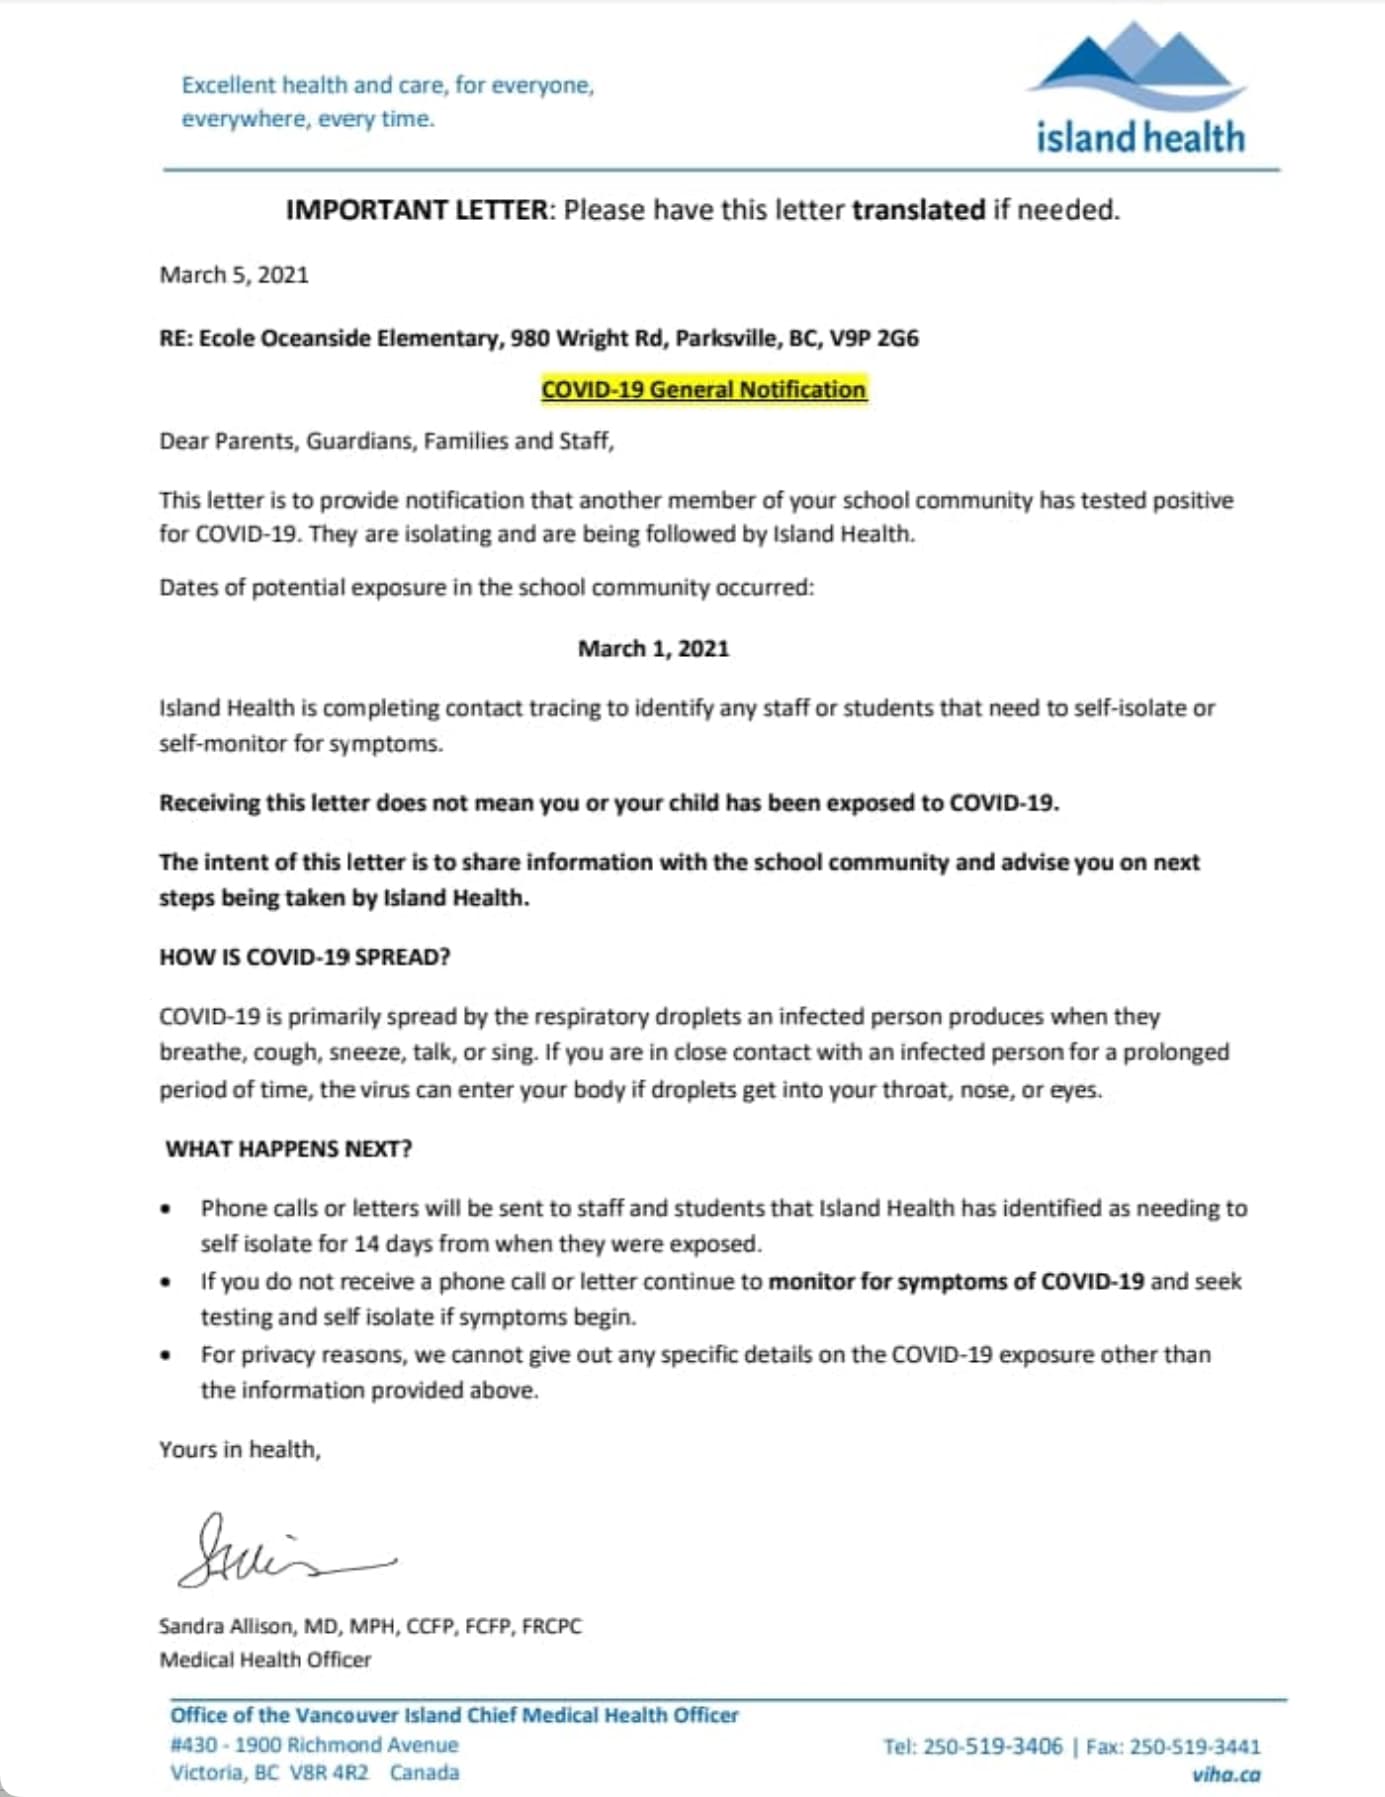 Excellent health and care, for everyone,
everywhere, every time.
island health
IMPORTANT LETTER: Please have this letter translated if needed.
March 5, 2021
RE: Ecole Oceanside Elementary, 980 Wright Rd, Parksville, BC, V9P 2G6
COVID-19 General Notification
Dear Parents, Guardians, Families and Staff,
This letter is to provide notification that another member of your school community has tested positive
for COVID-19. They are isolating and are being followed by Island Health.
Dates of potential exposure in the school community occurred:
March 1, 2021
Island Health is completing contact tracing to identify any staff or students that need to self-isolate or
self-monitor for symptoms.
Receiving this letter does not mean you or your child has been exposed to COVID-19.
The intent of this letter is to share information with the school community and advise you on next
steps being taken by Island Health.
HOW IS COVID-19 SPREAD?
COVID-19 is primarily spread by the respiratory droplets an infected person produces when they
breathe, cough, sneeze, talk, or sing. If you are in close contact with an infected person for a prolonged
period of time, the virus can enter your body if droplets get into your throat, nose, or eyes.
WHAT HAPPENS NEXT?
• Phone calls or letters will be sent to staff and students that Island Health has identified as needing to
self isolate for 14 days from when they were exposed.
• If you do not receive a phone call or letter continue to monitor for symptoms of COVID-19 and seek
testing and self isolate if symptoms begin.
• For privacy reasons, we cannot give out any specific details on the COVID-19 exposure other than
the information provided above.
Yours in health,
Sandra Allison, MD, MPH, CCFP, FCFP, FRCPC
Medical Health Officer
Office of the Vancouver Island Chief Medical Health Officer
#430 - 1900 Richmond Avenue
Tel: 250-519-3406 | Fax: 250-519-3441
Victoria, BC V8R 4R2 Canada
viha.ca